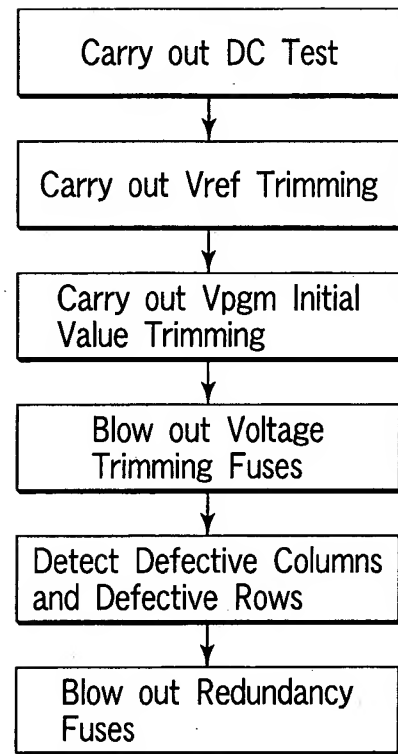 Carry out DC Test
Carry out Vref Trimming
Carry out Vpgm Initial
Value Trimming
Blow out Voltage
Trimming Fuses
Detect Defective Columns
and Defective Rows
Blow out Redundancy
Fuses